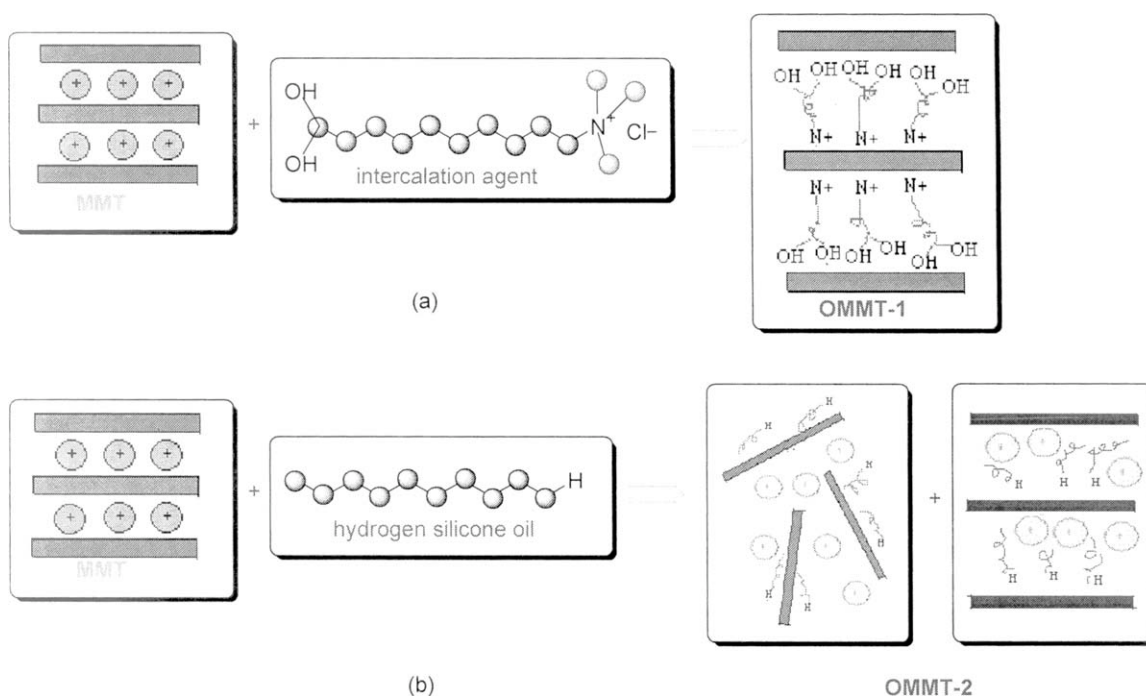 + + +
+ + +
MMT
+
OH
OH
N+
Cl–
intercalation agent
OH OH OH OH OH OH
N+ N+ N+
N+ N+ N+
OH OH OH OH OH OH
OMMT-1
(a)
+ + +
+ + +
MMT
+
H
hydrogen silicone oil
H H
H
H
H H
+
H H H
H H H
(b)
OMMT-2